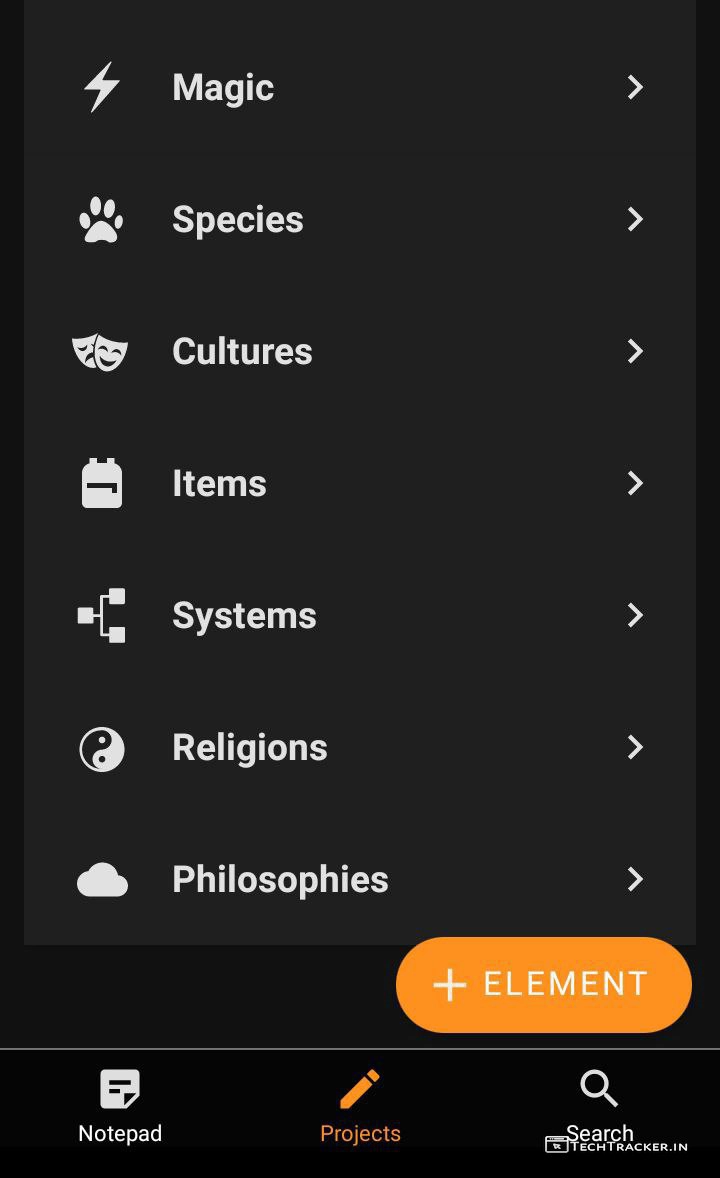 Magic
Species
Cultures
Items
Systems
Religions
Philosophies
+ ELEMENT
Notepad
Projects
Search
TECHTRACKER.IN